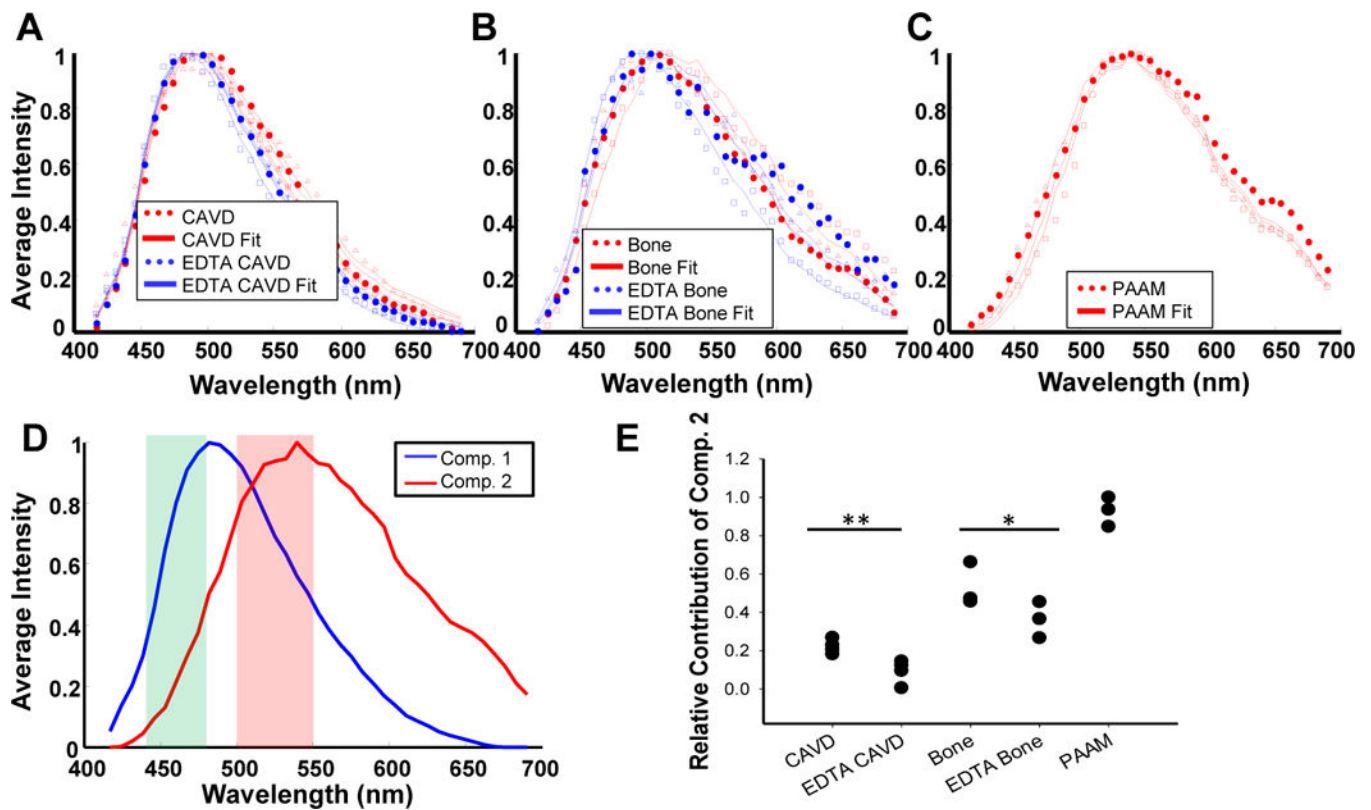 A
Average Intensity
1
0.8
0.6
0.4
0.2
0
CAVD
CAVD Fit
EDTA CAVD
EDTA CAVD Fit
400 450 500 550 600 650 700
Wavelength (nm)
B
1
0.8
0.6
0.4
0.2
0
Bone
Bone Fit
EDTA Bone
EDTA Bone Fit
400 450 500 550 600 650 700
Wavelength (nm)
C
1
0.8
0.6
0.4
0.2
0
PAAM
PAAM Fit
400 450 500 550 600 650 700
Wavelength (nm)
D
Average Intensity
1
0.8
0.6
0.4
0.2
0
Comp. 1
Comp. 2
400 450 500 550 600 650 700
Wavelength (nm)
E
Relative Contribution of Comp. 2
1.2
1.0
0.8
0.6
0.4
0.2
0.0
**
*
CAVD
EDTA CAVD
Bone
EDTA Bone
PAAM